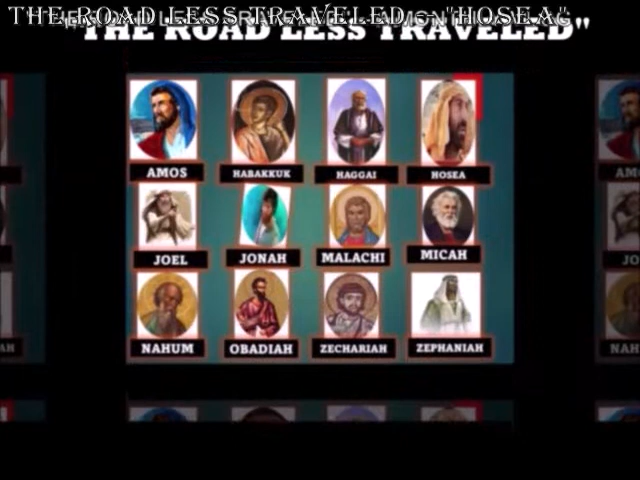 THE ROAD LESS TRAVELED - "HOSEA"
"THE ROAD LESS TRAVELED"
AMOS HABAKKUK HAGGAI HOSEA
JOEL JONAH MALACHI MICAH
NAHUM OBADIAH ZECHARIAH ZEPHANIAH